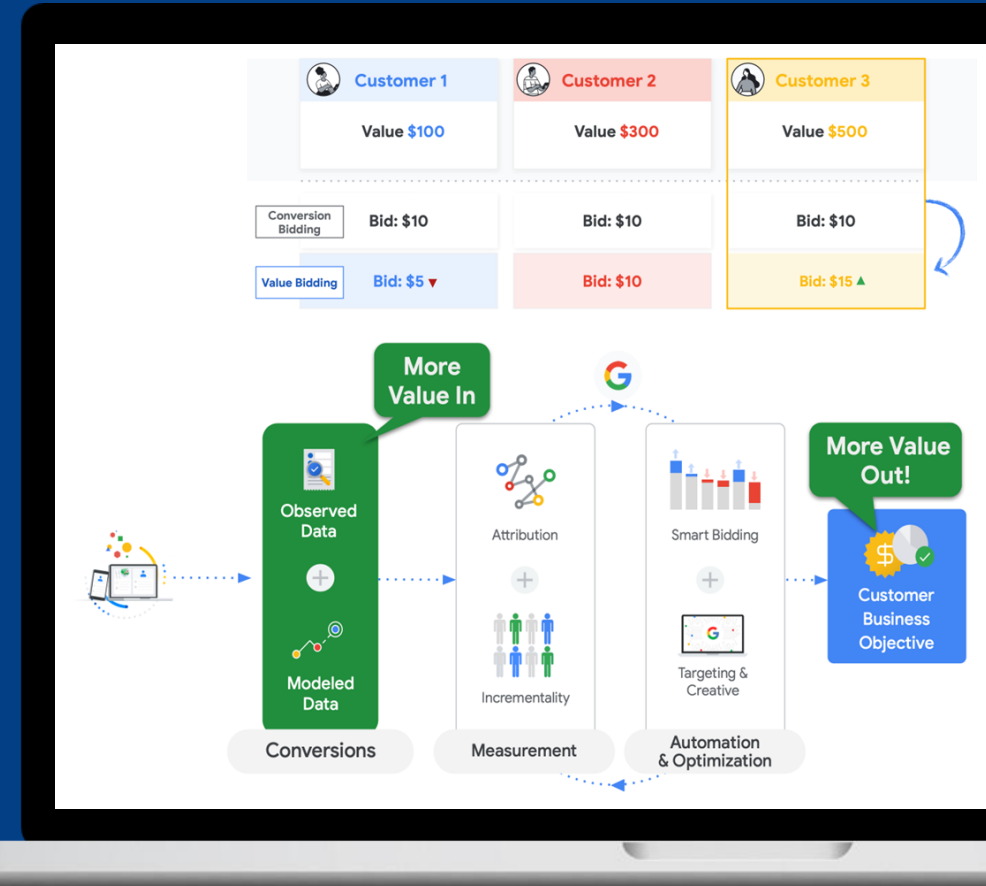 Customer 1
Customer 2
Customer 3
Value $100
Value $300
Value $500
Conversion
Bidding
Bid: $10
Bid: $10
Bid: $10
Value Bidding
Bid: $5
Bid: $10
Bid: $15
More
Value In
G
More Value
Out!
Observed
Data
Attribution
Smart Bidding
$
Customer
Business
Objective
G
Modeled
Data
Incrementality
Targeting &
Creative
Conversions
Measurement
Automation
& Optimization